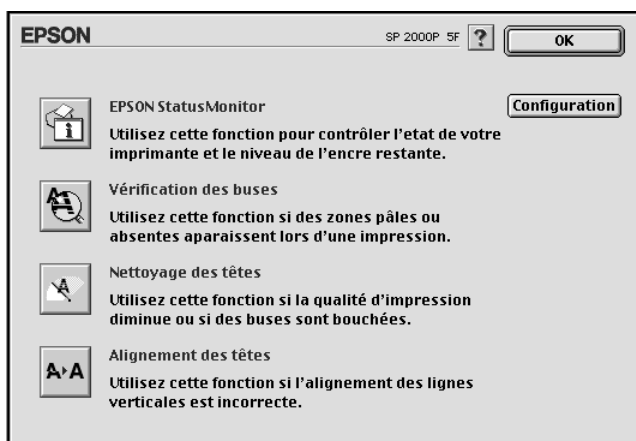 EPSON
SP 2000P 5F
?
OK
EPSON StatusMonitor
Configuration
Utilisez cette fonction pour contrôler l'etat de votre
imprimante et le niveau de l'encre restante.
Vérification des buses
Utilisez cette fonction si des zones pâles ou
absentes aparaissent lors d'une impression.
Nettoyage des têtes
Utilisez cette fonction si la qualité d'impression
diminue ou si des buses sont bouchées.
Alignement des têtes
Utilisez cette fonction si l'alignement des lignes
verticales est incorrecte.